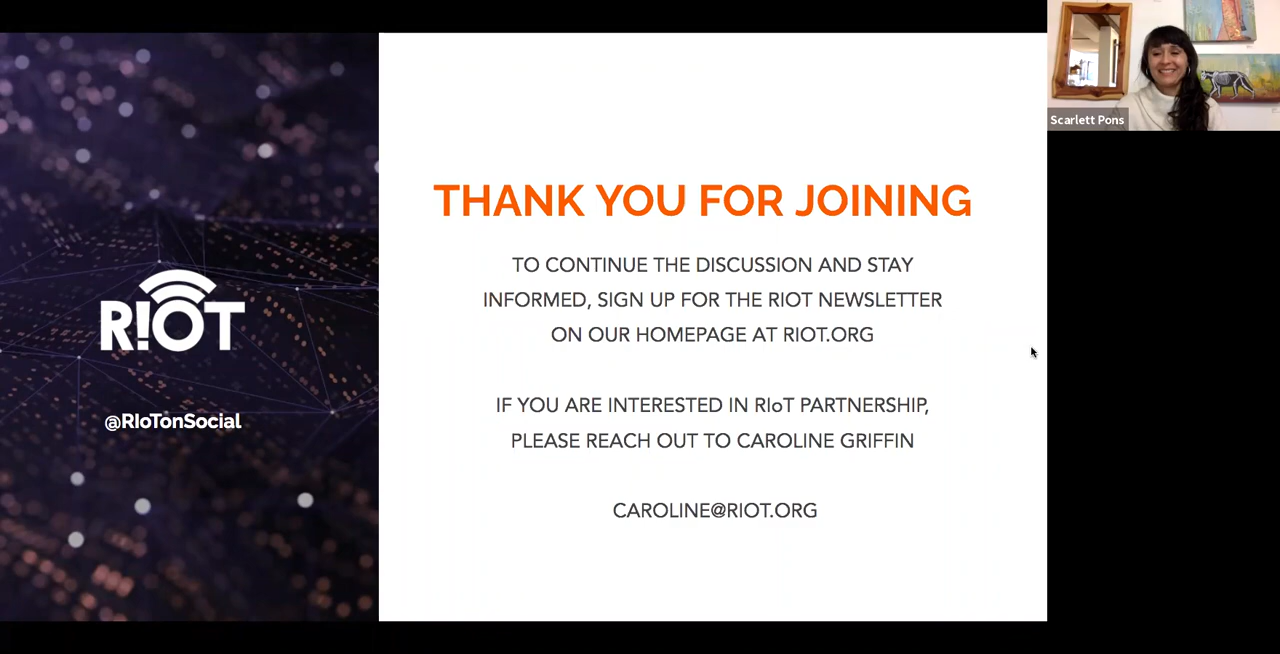 R!OT
@RIoTonSocial
THANK YOU FOR JOINING
TO CONTINUE THE DISCUSSION AND STAY
INFORMED, SIGN UP FOR THE RIOT NEWSLETTER
ON OUR HOMEPAGE AT RIOT.ORG
IF YOU ARE INTERESTED IN RIoT PARTNERSHIP,
PLEASE REACH OUT TO CAROLINE GRIFFIN
CAROLINE@RIOT.ORG
Scarlett Pons